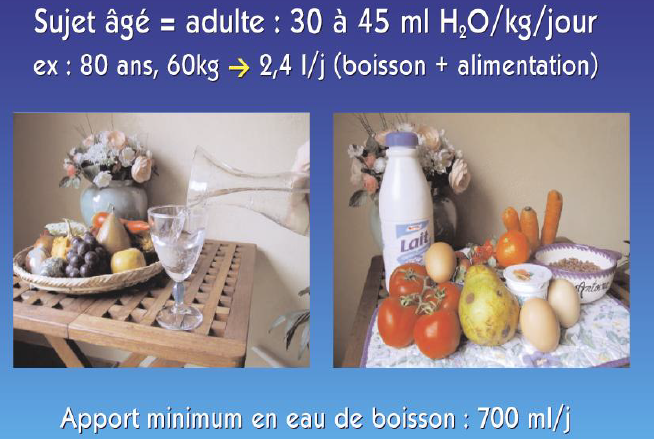 Sujet âgé = adulte : 30 à 45 ml H₂O/kg/jour
ex : 80 ans, 60kg → 2,4 l/j (boisson + alimentation)
Lait
Apport minimum en eau de boisson : 700 ml/j